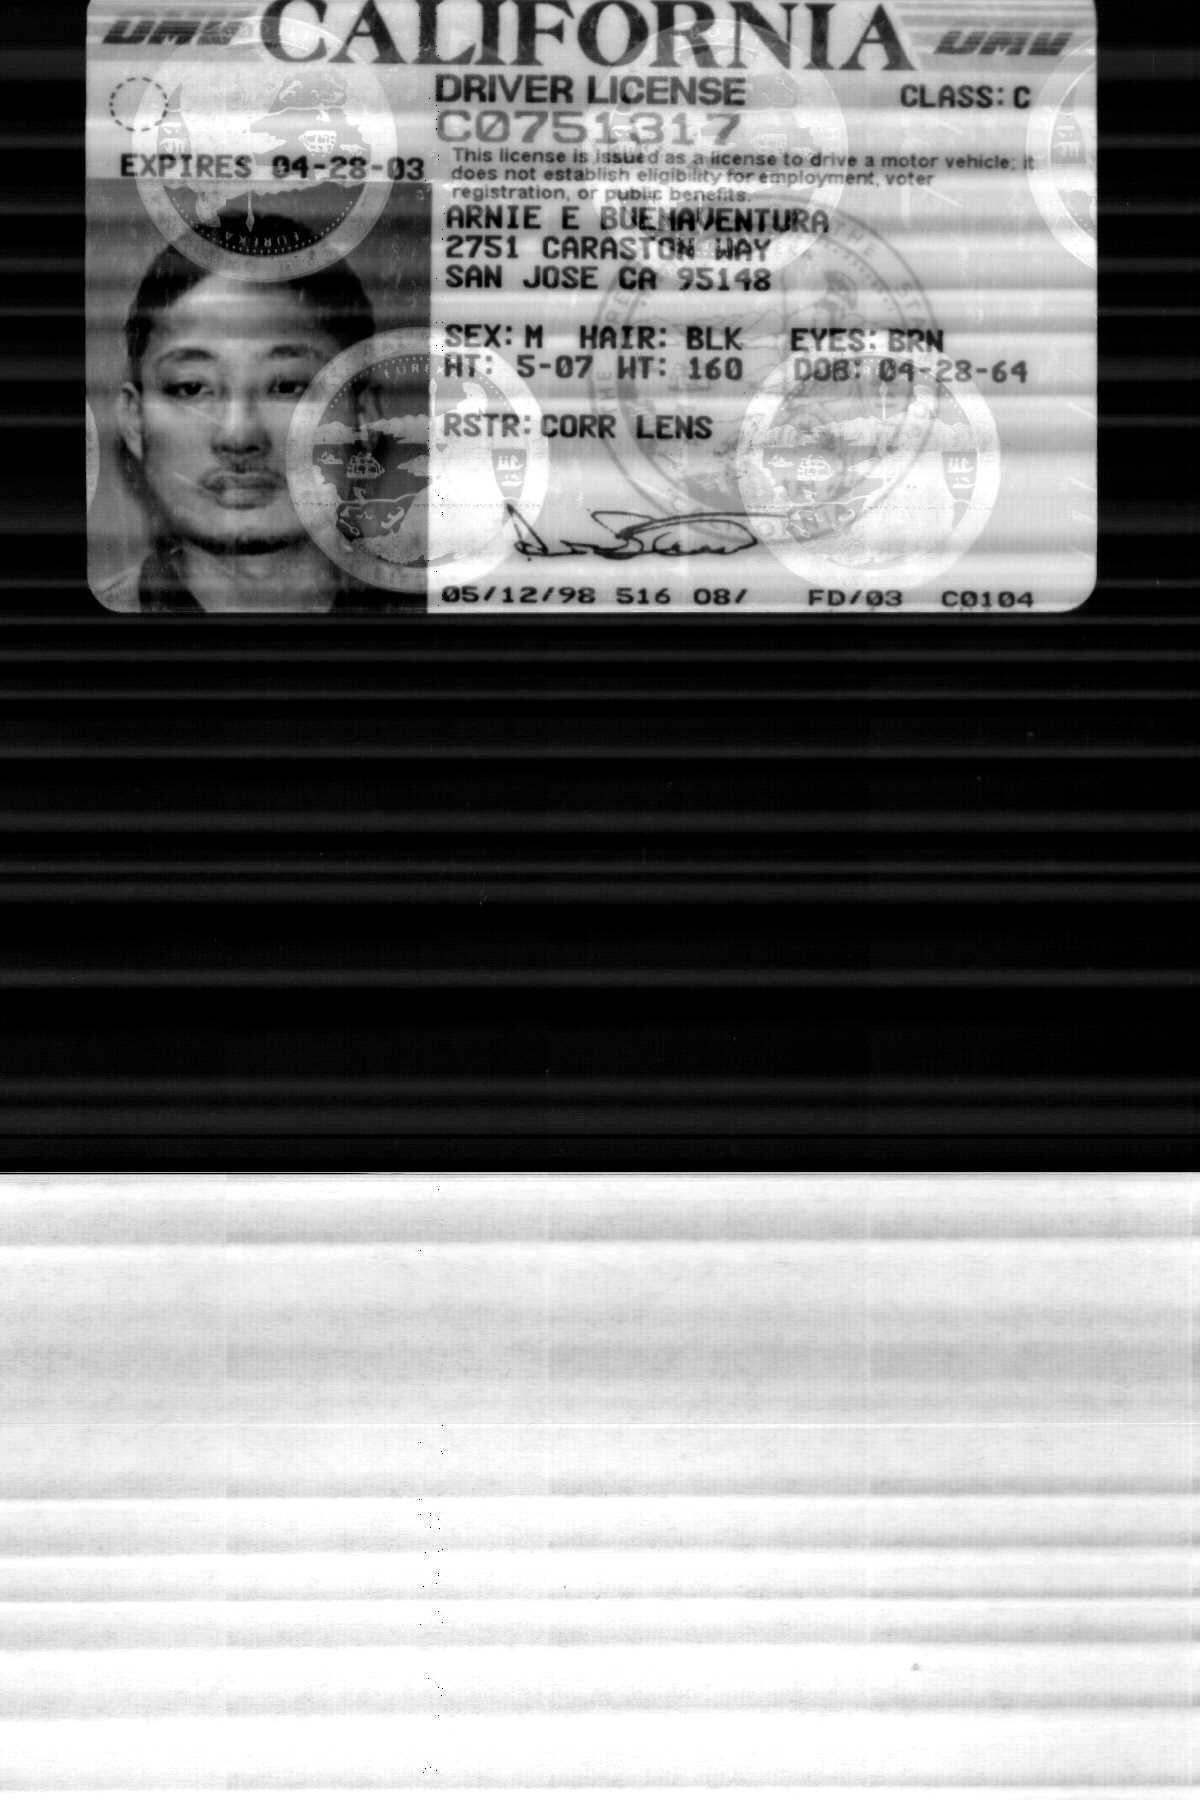 DMV CALIFORNIA DMV
DRIVER LICENSE CLASS: C
C0751317
EXPIRES 04-28-03
This license is issued as a license to drive a motor vehicle; it
does not establish eligibility for employment, voter
registration, or public benefits.
ARNIE E BUENAVENTURA
2751 CARASTON WAY
SAN JOSE CA 95148
SEX: M HAIR: BLK EYES: BRN
HT: 5-07 WT: 160 DOB: 04-28-64
RSTR: CORR LENS
05/12/98 516 08/ FD/03 C0104
EUREKA
EUREKA